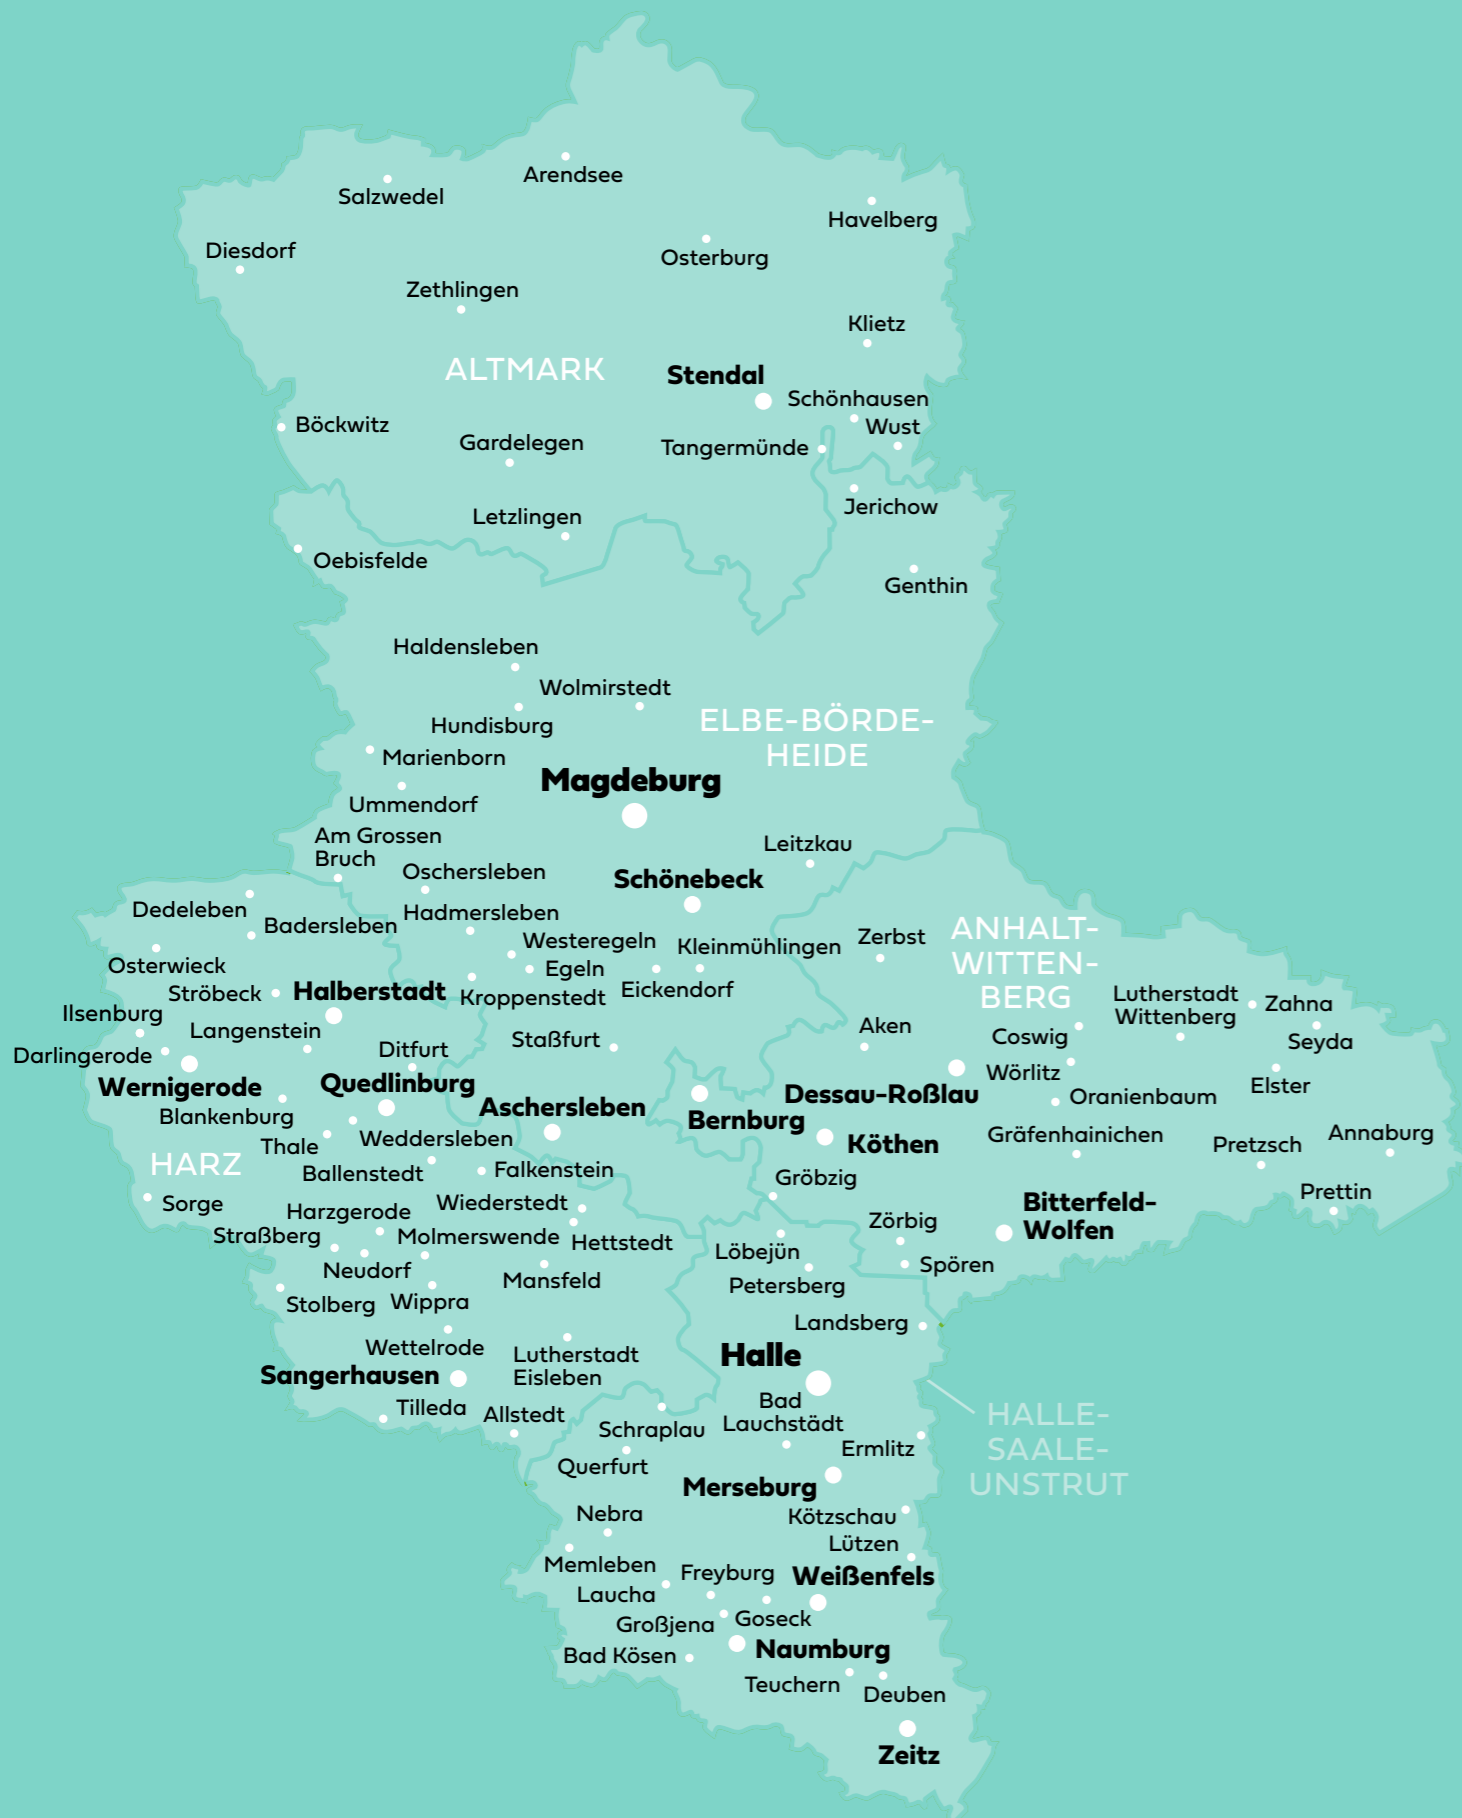 Arendsee
Salzwedel
Havelberg
Diesdorf
Osterburg
Zethlingen
Klietz
ALTMARK
Stendal
Schönhausen
Böckwitz
Wust
Gardelegen
Tangermünde
Jerichow
Letzlingen
Oebisfelde
Genthin
Haldensleben
Wolmirstedt
Hundisburg
ELBE-BÖRDE-
HEIDE
Marienborn
Magdeburg
Ummendorf
Am Grossen
Bruch
Leitzkau
Oschersleben
Schönebeck
Dedeleben
Hadmersleben
Badersleben
Westeregeln
Kleinmühlingen
Zerbst
ANHALT-
WITTEN-
BERG
Osterwieck
Egeln
Ströbeck
Halberstadt
Kroppenstedt
Eickendorf
Lutherstadt
Wittenberg
Zahna
Ilsenburg
Langenstein
Staßfurt
Aken
Coswig
Seyda
Darlingerode
Ditfurt
Wörlitz
Wernigerode
Quedlinburg
Dessau-Roßlau
Oranienbaum
Elster
Blankenburg
Aschersleben
Bernburg
Thale
Weddersleben
Köthen
Gräfenhainichen
Pretzsch
Annaburg
HARZ
Ballenstedt
Falkenstein
Gröbzig
Prettin
Sorge
Harzgerode
Wiederstedt
Bitterfeld-
Wolfen
Straßberg
Molmerswende
Hettstedt
Zörbig
Löbejün
Neudorf
Mansfeld
Spören
Petersberg
Stolberg
Wippra
Landsberg
Wettelrode
Lutherstadt
Eisleben
Halle
Sangerhausen
Bad
Lauchstädt
Tilleda
Allstedt
Schraplau
HALLE-
SAALE-
UNSTRUT
Ermlitz
Querfurt
Merseburg
Nebra
Kötzschau
Lützen
Memleben
Freyburg
Weißenfels
Laucha
Großjena
Goseck
Bad Kösen
Naumburg
Teuchern
Deuben
Zeitz